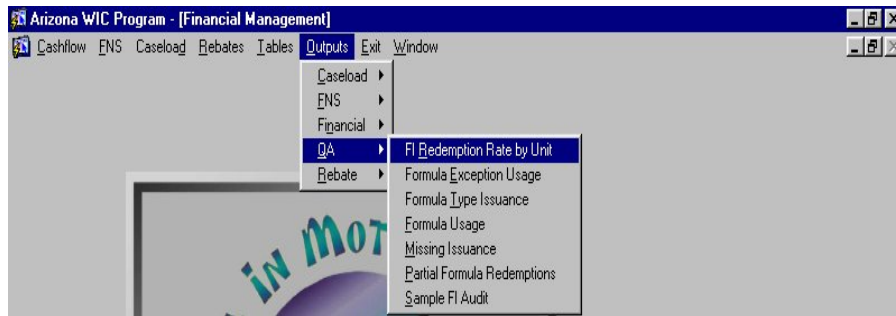 Arizona WIC Program - [Financial Management]
Cashflow FNS Caseload Rebates Tables Outputs Exit Window
Caseload
FNS
Financial
QA
Rebate
FI Redemption Rate by Unit
Formula Exception Usage
Formula Type Issuance
Formula Usage
Missing Issuance
Partial Formula Redemptions
Sample FI Audit
in